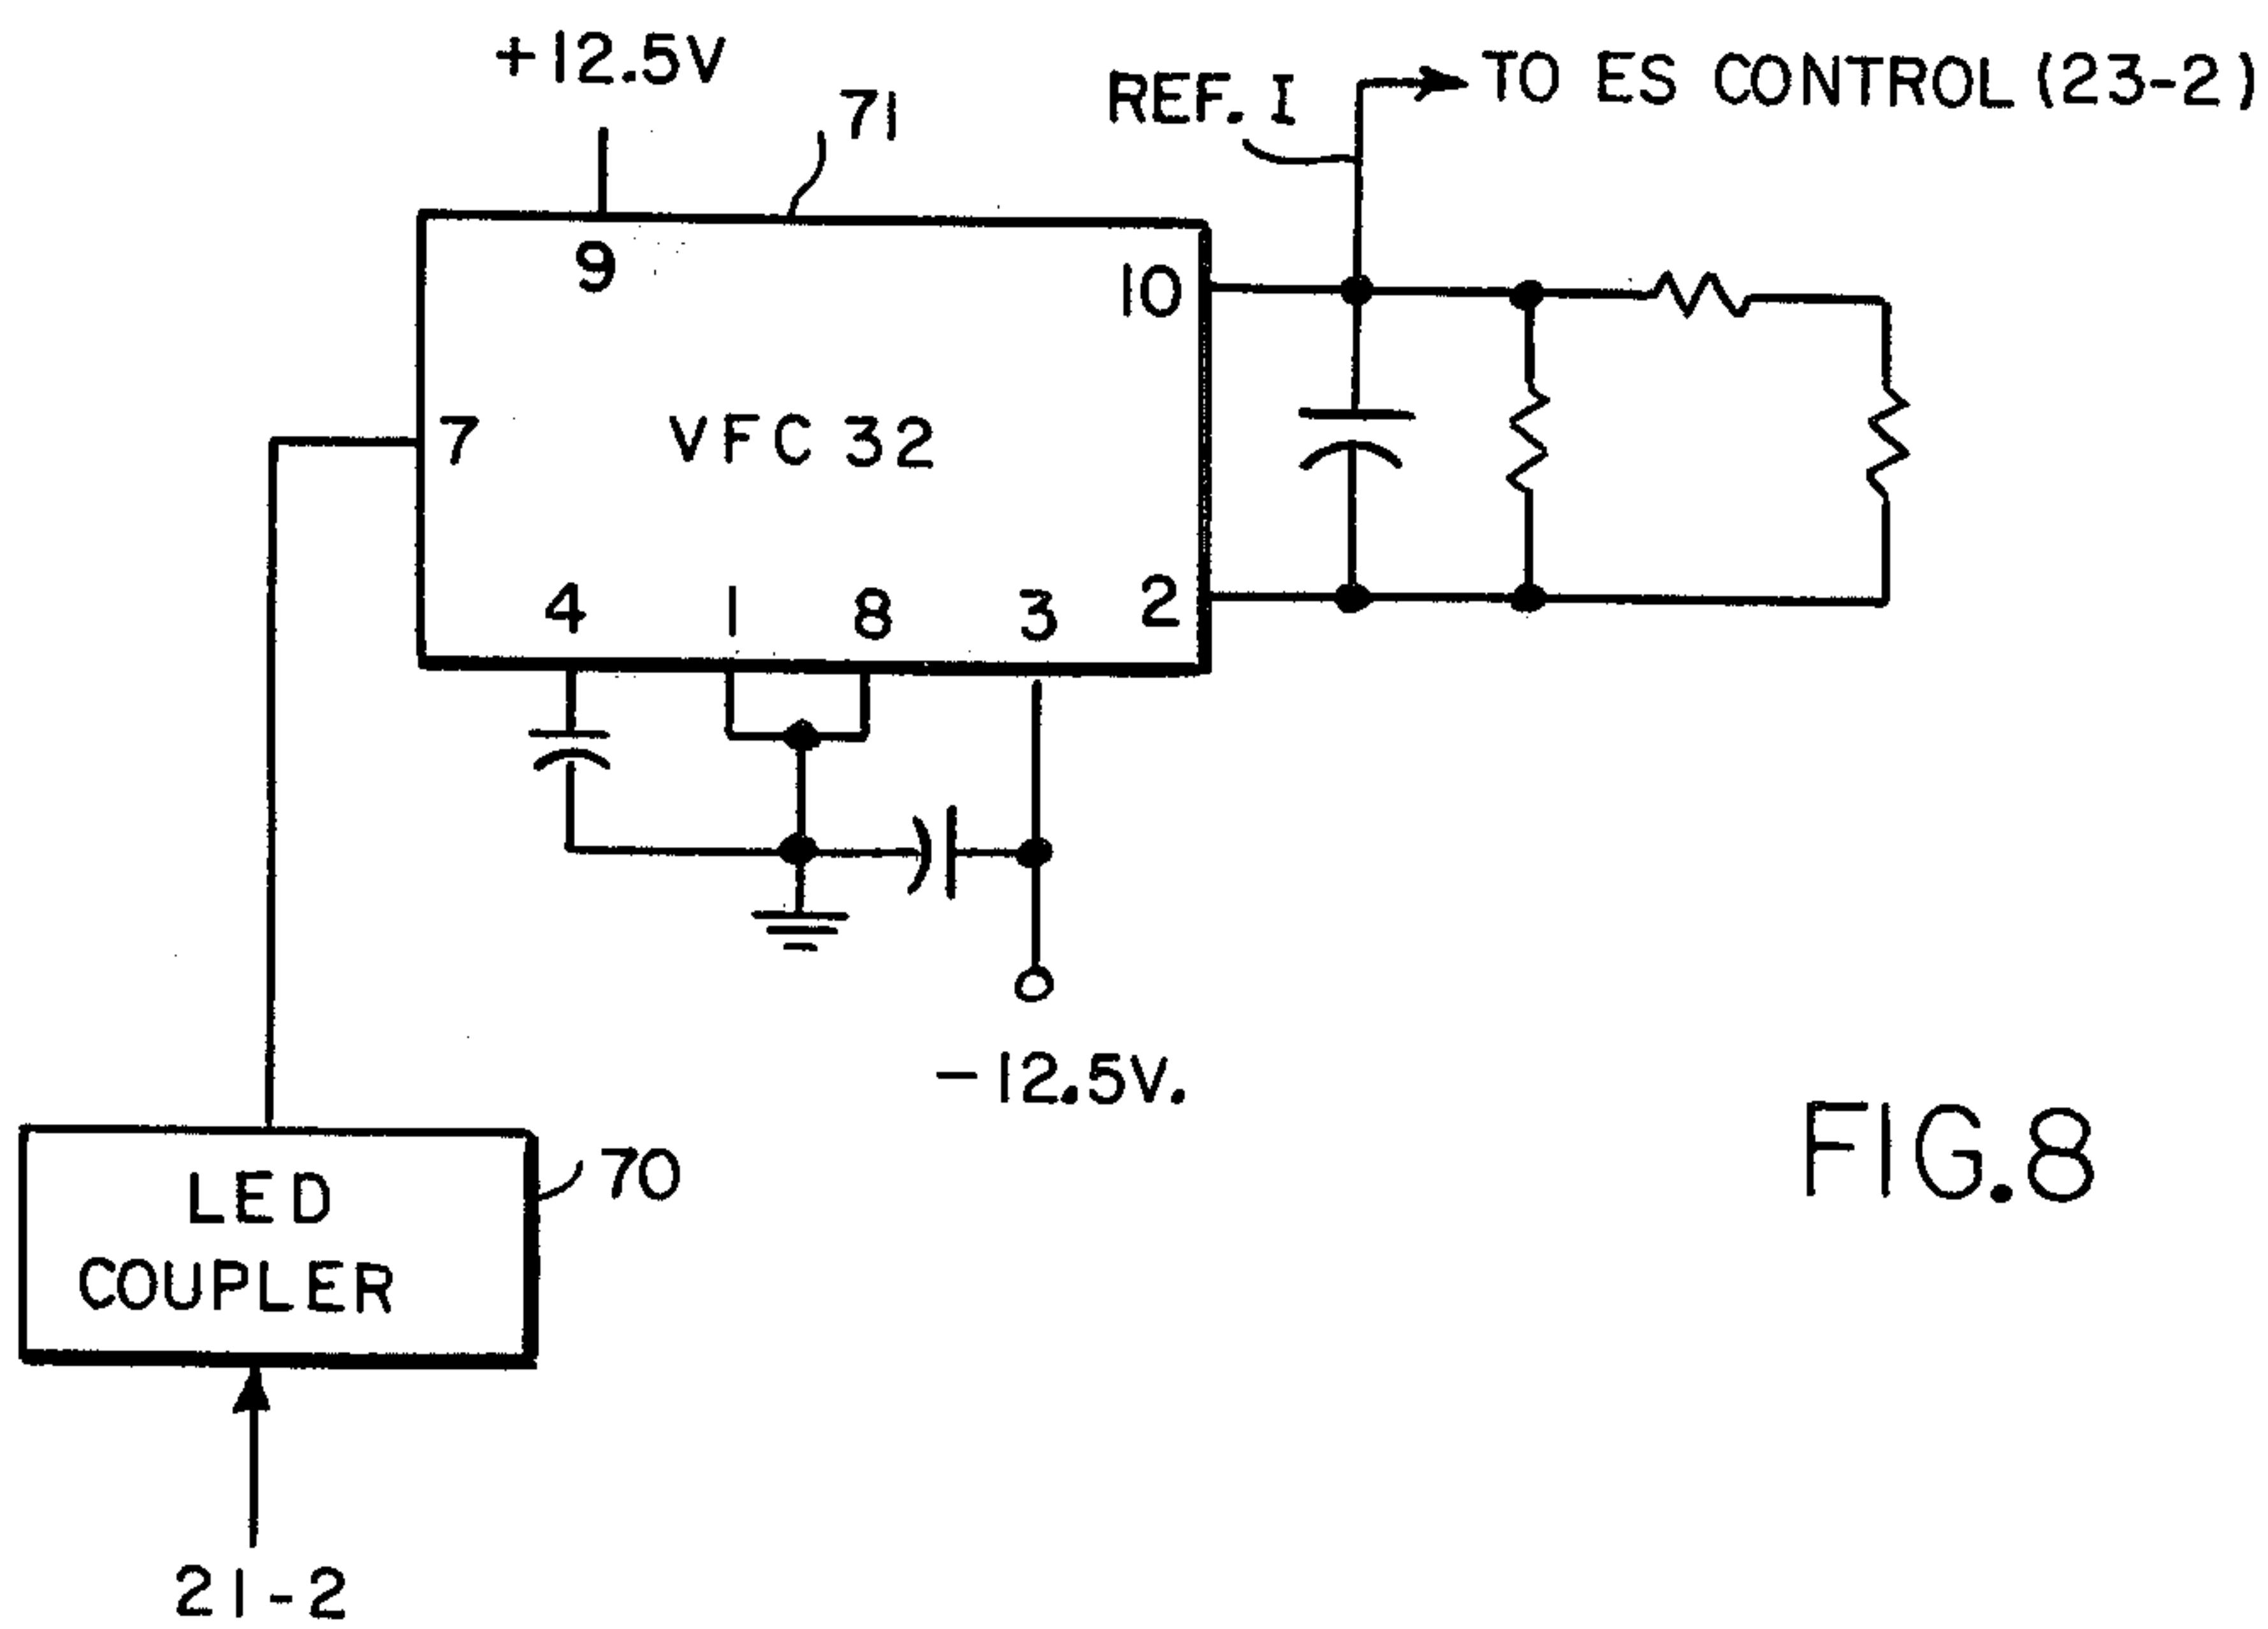 +12.5V
71
REF. I
TO ES CONTROL (23-2)
9
10
7
VFC 32
4 1 8 3 2
-12.5V.
LED
COUPLER
70
FIG.8
21-2